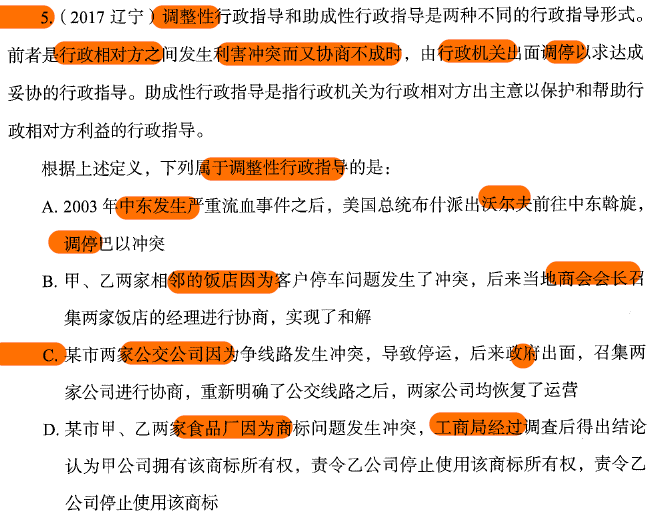 5.（2017 辽宁）调整性行政指导和助成性行政指导是两种不同的行政指导形式。
前者是行政相对方之间发生利害冲突而又协商不成时，由行政机关出面调停以求达成
妥协的行政指导。助成性行政指导是指行政机关为行政相对方出主意以保护和帮助行
政相对方利益的行政指导。
根据上述定义，下列属于调整性行政指导的是：
A. 2003 年中东发生严重流血事件之后，美国总统布什派出沃尔夫前往中东斡旋，
调停巴以冲突
B. 甲、乙两家相邻的饭店因为客户停车问题发生了冲突，后来当地商会会长召
集两家饭店的经理进行协商，实现了和解
C. 某市两家公交公司因为争线路发生冲突，导致停运，后来政府出面，召集两
家公司进行协商，重新明确了公交线路之后，两家公司均恢复了运营
D. 某市甲、乙两家食品厂因为商标问题发生冲突，工商局经过调查后得出结论
认为甲公司拥有该商标所有权，责令乙公司停止使用该商标所有权，责令乙
公司停止使用该商标